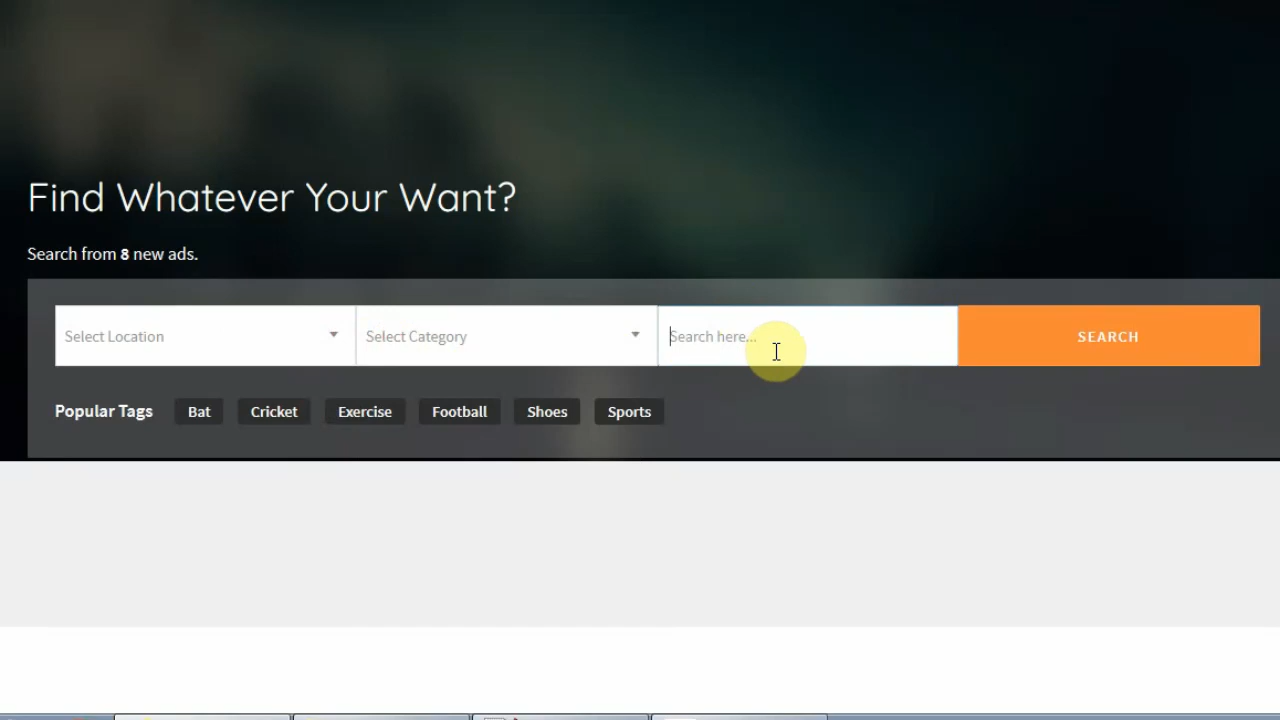 Find Whatever Your Want?
Search from 8 new ads.
Select Location Select Category Search here... SEARCH
Popular Tags Bat Cricket Exercise Football Shoes Sports